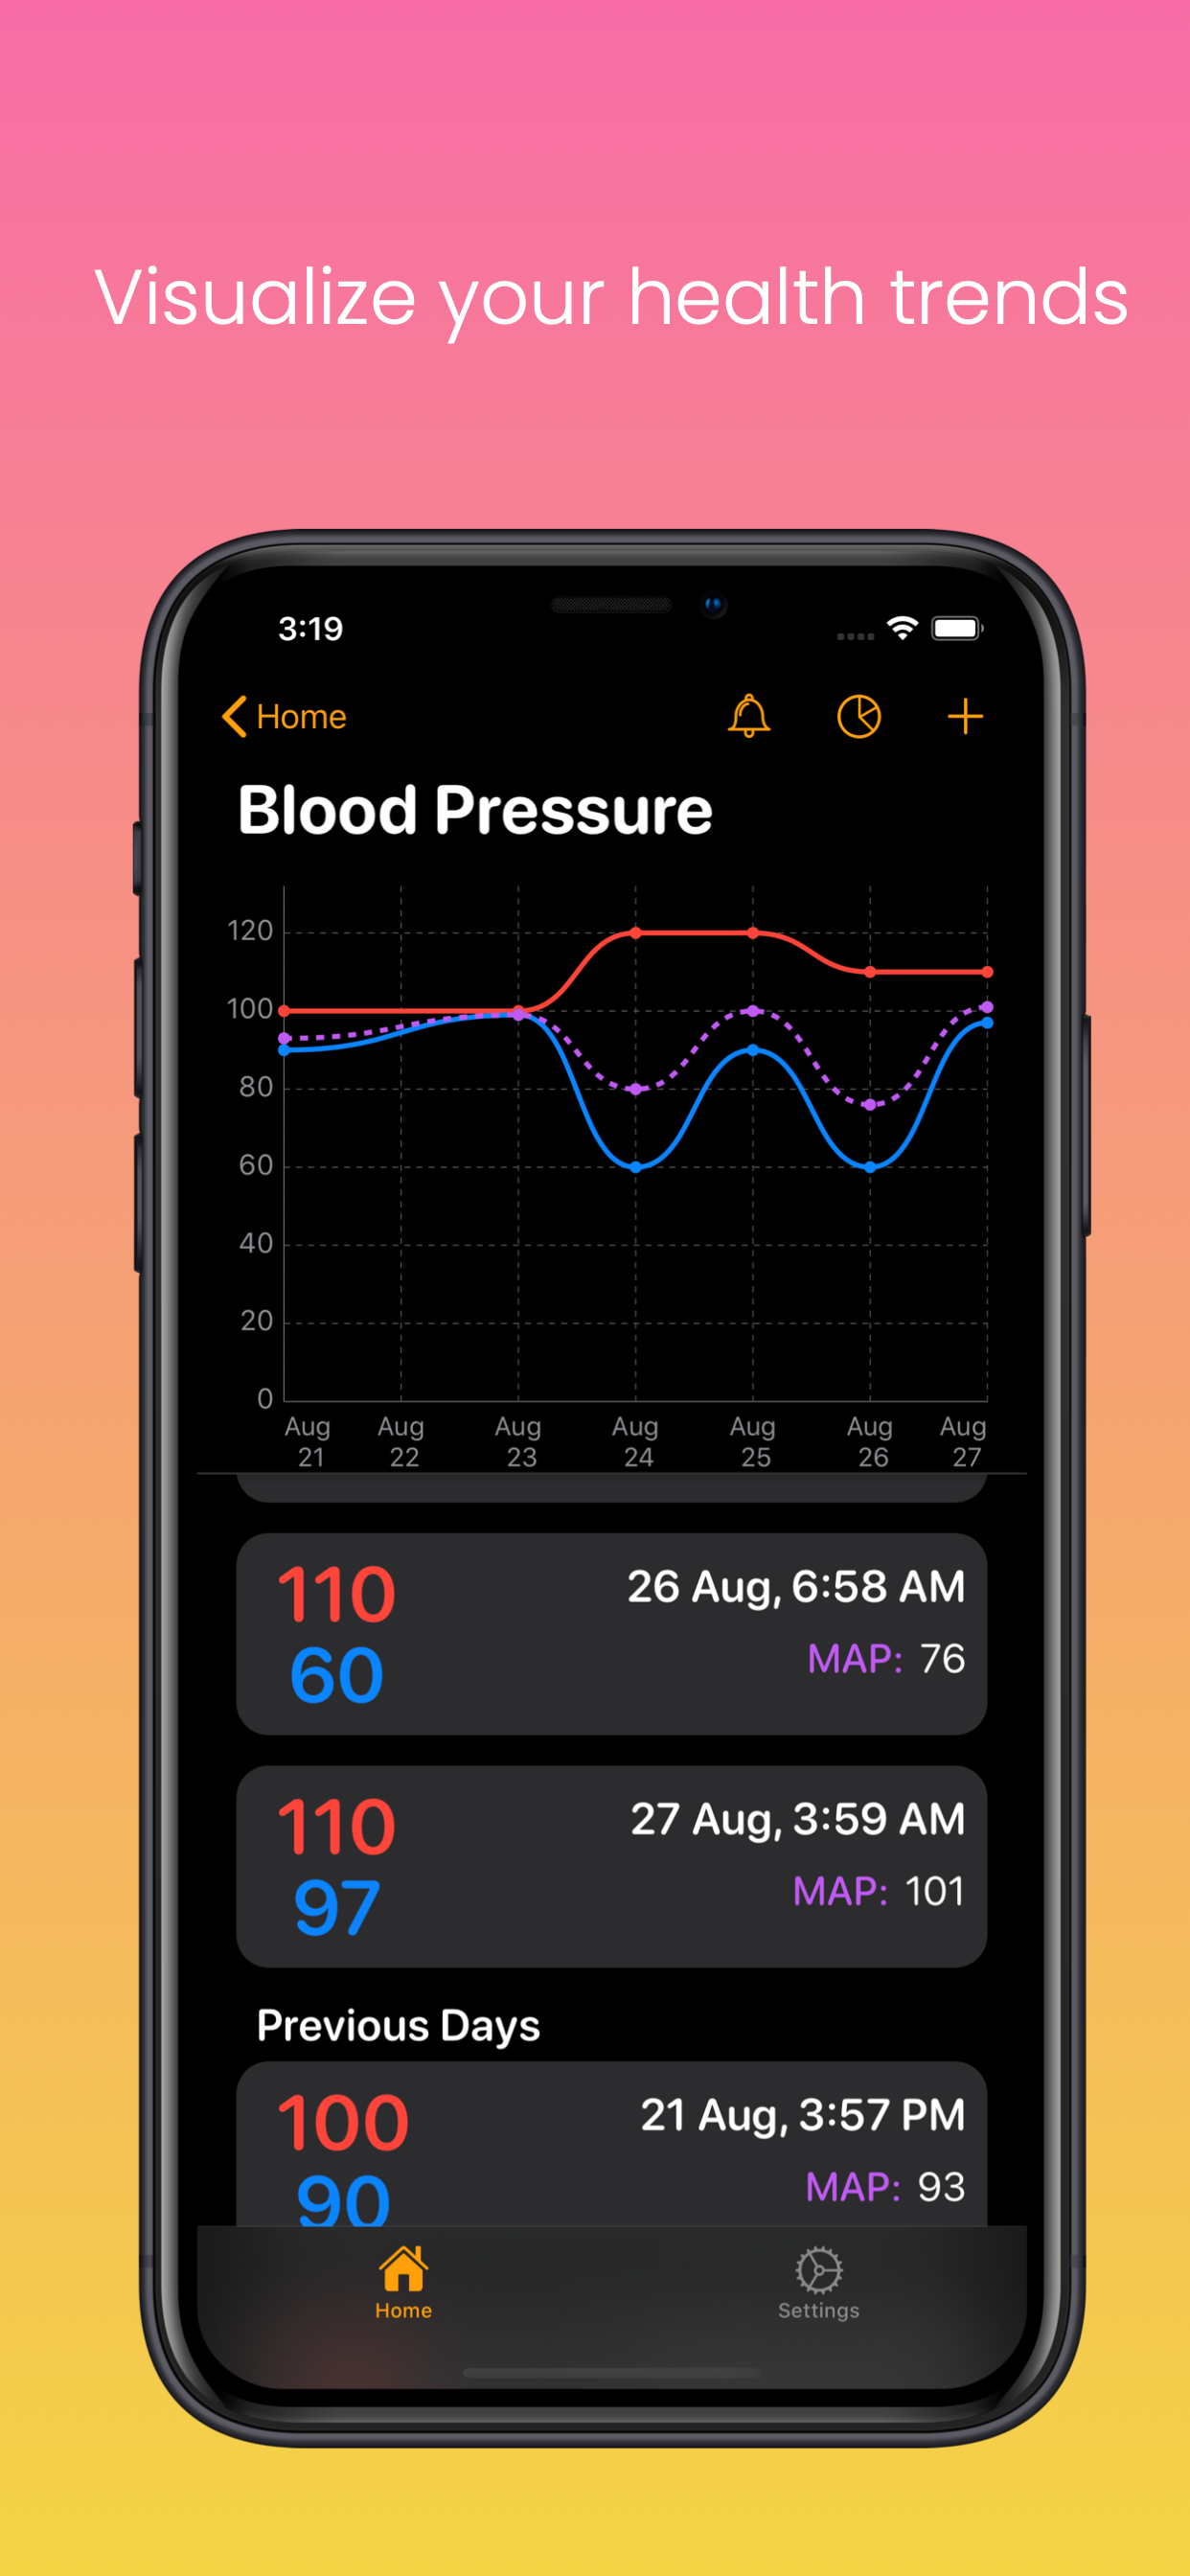 Visualize your health trends
3:19
Home
Blood Pressure
120
100
80
60
40
20
0
Aug 21
Aug 22
Aug 23
Aug 24
Aug 25
Aug 26
Aug 27
110
26 Aug, 6:58 AM
60
MAP: 76
110
27 Aug, 3:59 AM
97
MAP: 101
Previous Days
100
21 Aug, 3:57 PM
90
MAP: 93
Home
Settings